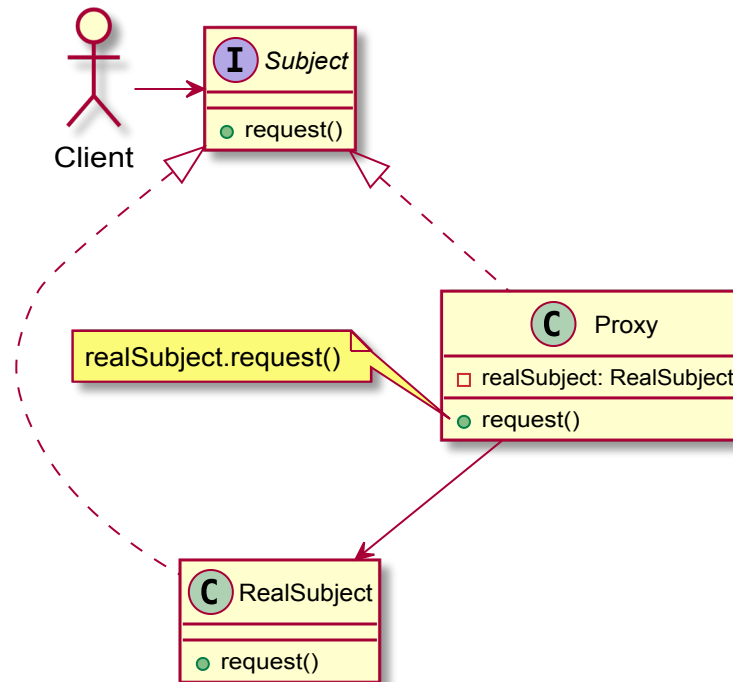 I Subject
request()
Client
C Proxy
realSubject.request()
realSubject: RealSubject
request()
C RealSubject
request()